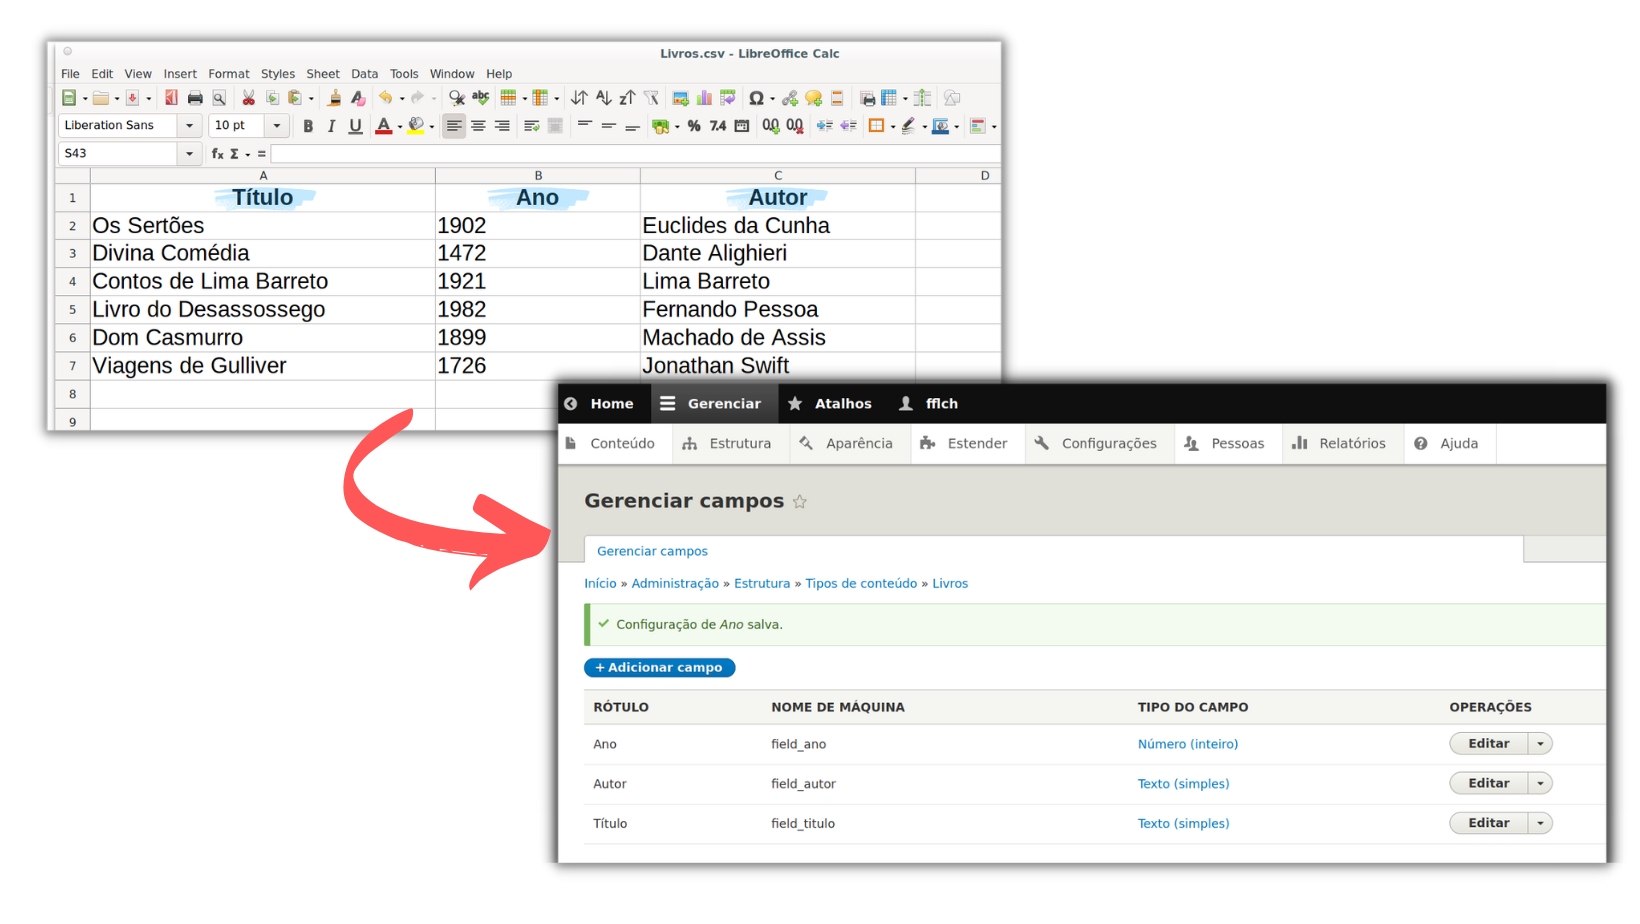 Livros.csv - LibreOffice Calc
File Edit View Insert Format Styles Sheet Data Tools Window Help
Liberation Sans 10 pt B I U A % 7.4
S43 fx Σ =
A B C D
1 Título Ano Autor
2 Os Sertões 1902 Euclides da Cunha
3 Divina Comédia 1472 Dante Alighieri
4 Contos de Lima Barreto 1921 Lima Barreto
5 Livro do Desassossego 1982 Fernando Pessoa
6 Dom Casmurro 1899 Machado de Assis
7 Viagens de Gulliver 1726 Jonathan Swift
8
9
Home Gerenciar Atalhos fflch
Conteúdo Estrutura Aparência Estender Configurações Pessoas Relatórios Ajuda
Gerenciar campos
Gerenciar campos
Início » Administração » Estrutura » Tipos de conteúdo » Livros
Configuração de Ano salva.
+ Adicionar campo
RÓTULO NOME DE MÁQUINA TIPO DO CAMPO OPERAÇÕES
Ano field_ano Número (inteiro) Editar
Autor field_autor Texto (simples) Editar
Título field_titulo Texto (simples) Editar